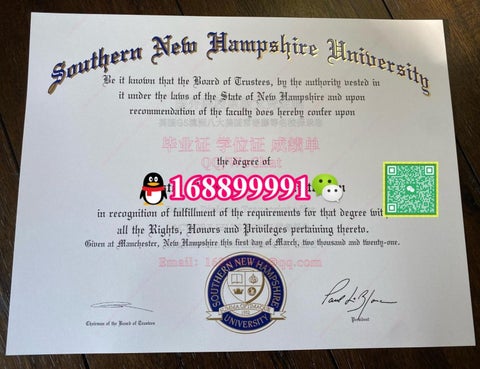 Southern New Hampshire University
Be it known that the Board of Trustees, by the authority vested in
it under the laws of the State of New Hampshire and upon
recommendation of the faculty does hereby confer upon
毕业证 学位证 成绩单
the degree of
168899991
in recognition of fulfillment of the requirements for that degree with
all the Rights, Honors and Privileges pertaining thereto.
Given at Manchester, New Hampshire this first day of March, two thousand and twenty-one.
Email: @qq.com
SOUTHERN NEW HAMPSHIRE
UNIVERSITY
Chairman of the Board of Trustees
President